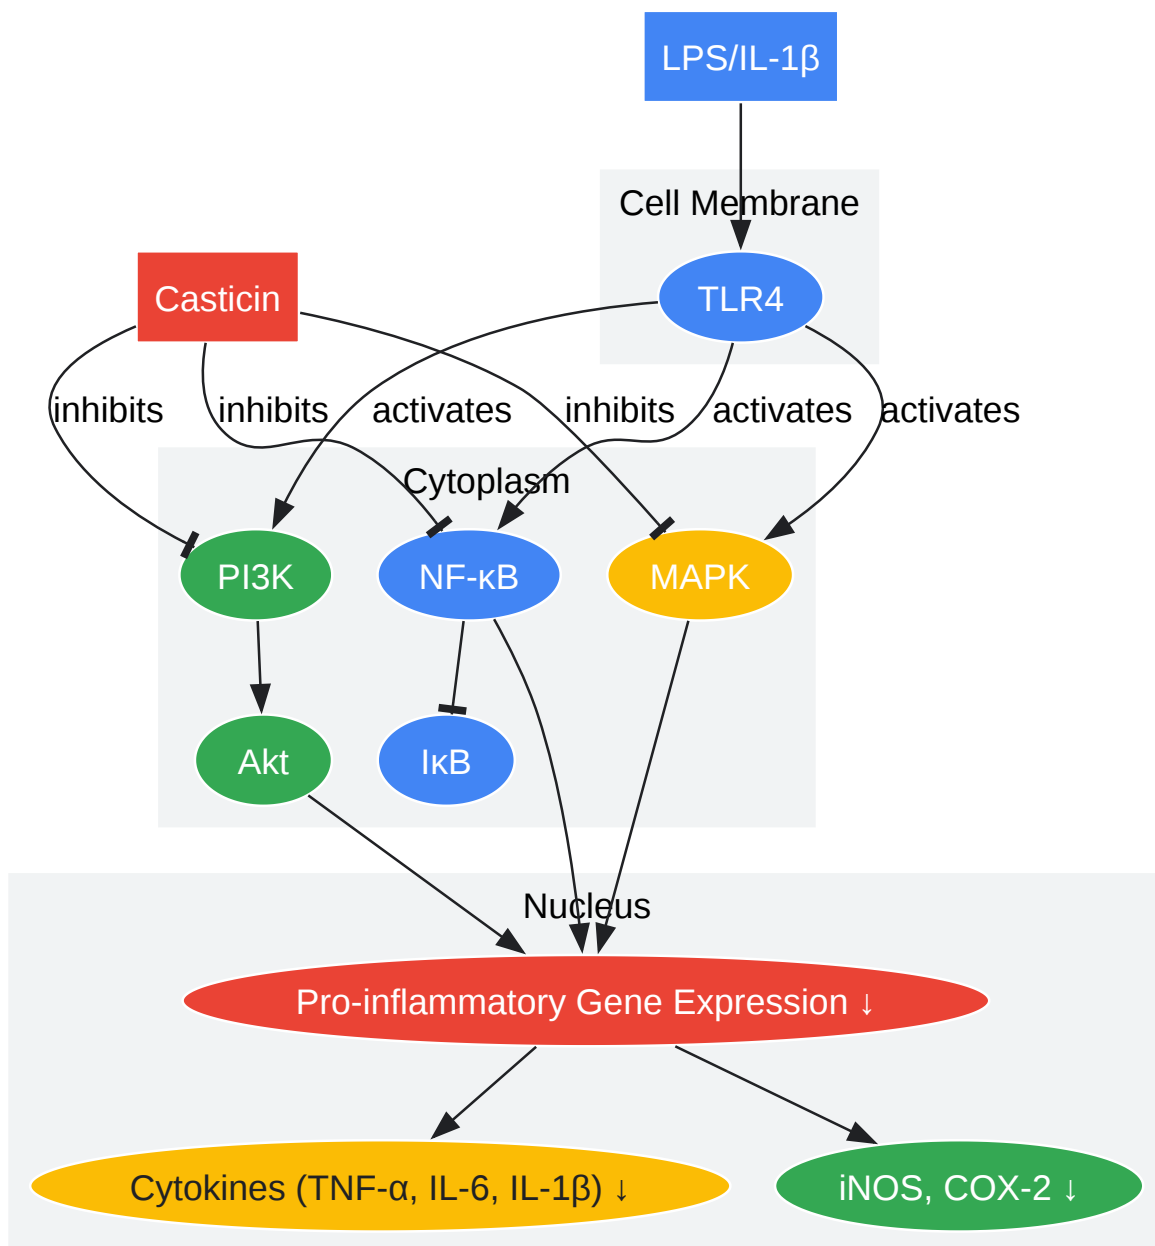 LPS/IL-1β
Cell Membrane
Casticin
TLR4
inhibits
inhibits
activates
inhibits
activates
activates
Cytoplasm
PI3K
NF-κB
MAPK
Akt
IκB
Nucleus
Pro-inflammatory Gene Expression ↓
Cytokines (TNF-α, IL-6, IL-1β) ↓
iNOS, COX-2 ↓